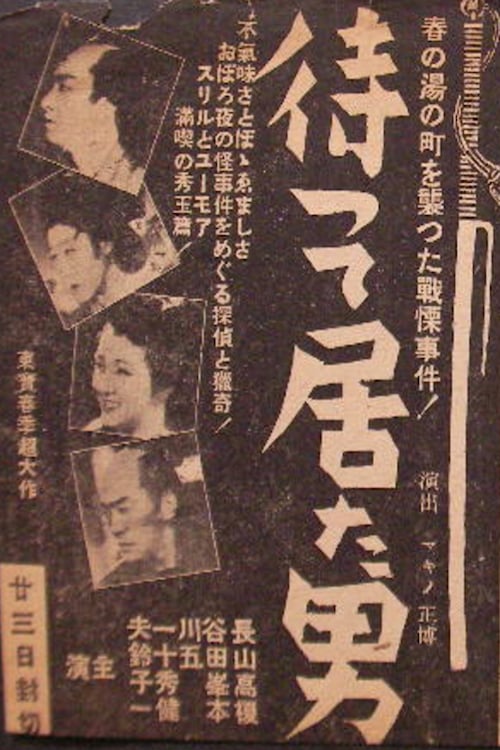 春の湯の町を襲つた戰慄事件!
演出 マキノ正博
待つて居た男
不氣味さとほゝゑましさ
おぼろ夜の怪事件をめぐる探偵と獵奇!
スリルとユーモア
滿喫の秀玉篇
長谷川一夫
山田五十鈴
高峯秀子
榎本健一
主演
東寶春季超大作
廿三日封切